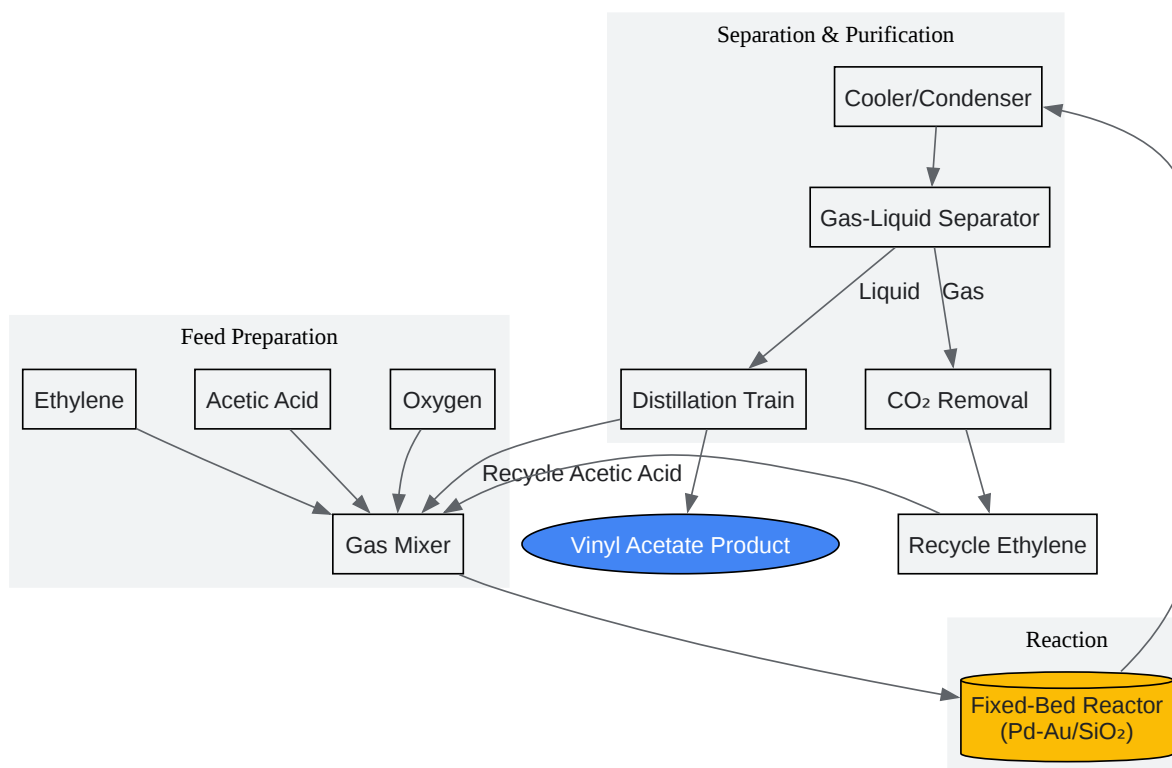 Separation & Purification
Cooler/Condenser
Gas-Liquid Separator
Liquid
Gas
Feed Preparation
Ethylene
Acetic Acid
Oxygen
Distillation Train
CO₂ Removal
Recycle Acetic Acid
Gas Mixer
Vinyl Acetate Product
Recycle Ethylene
Reaction
Fixed-Bed Reactor
(Pd-Au/SiO₂)